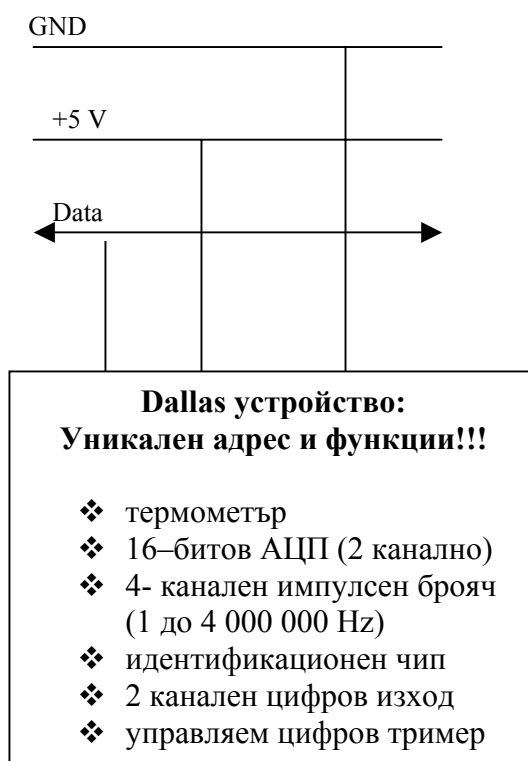 GND
+5 V
Data
Dallas устройство:
Уникален адрес и функции!!!
❖ термометър
❖ 16–битов АЦП (2 канално)
❖ 4- канален импулсен брояч
(1 до 4 000 000 Hz)
❖ идентификационен чип
❖ 2 канален цифров изход
❖ управляем цифров тример